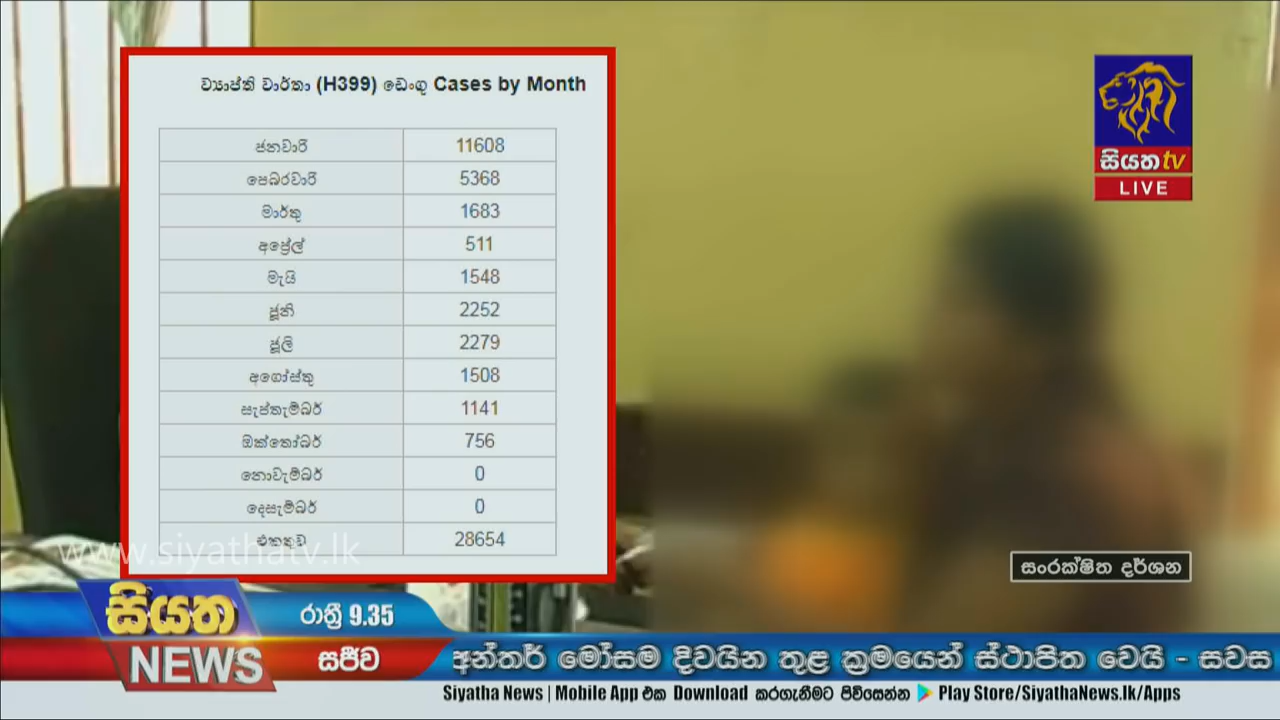 ව්‍යාප්ති වාර්තා (H399) ඩෙංගු Cases by Month
ජනවාරි 11608
පෙබරවාරි 5368
මාර්තු 1683
අප්‍රේල් 511
මැයි 1548
ජූනි 2252
ජූලි 2279
අගෝස්තු 1508
සැප්තැම්බර් 1141
ඔක්තෝබර් 756
නොවැම්බර් 0
දෙසැම්බර් 0
එකතුව 28654
සියත tv
LIVE
www.siyathatv.lk
සංරක්ෂිත දර්ශන
සියත
NEWS
රාත්‍රී 9.35
සජීව
අන්තර් මෝසම දිවයින තුළ ක්‍රමයෙන් ස්ථාපිත වෙයි - සවස
Siyatha News | Mobile App එක Download කරගැනීමට පිවිසෙන්න Play Store/SiyathaNews.lk/Apps